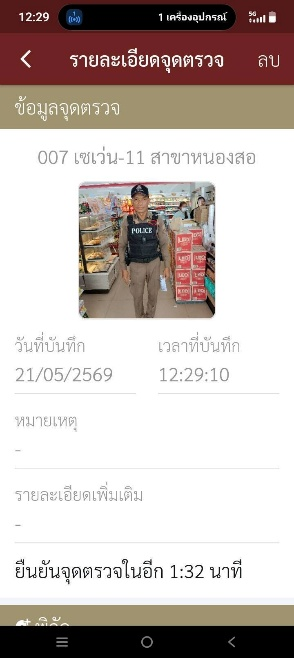 12:29
1
1 เครื่องอุปกรณ์
5G
รายละเอียดจุดตรวจ
ลบ
ข้อมูลจุดตรวจ
007 เซเว่น-11 สาขาหนองสอ
POLICE
วันที่บันทึก
เวลาที่บันทึก
21/05/2569
12:29:10
หมายเหตุ
-
รายละเอียดเพิ่มเติม
-
ยืนยันจุดตรวจในอีก 1:32 นาที